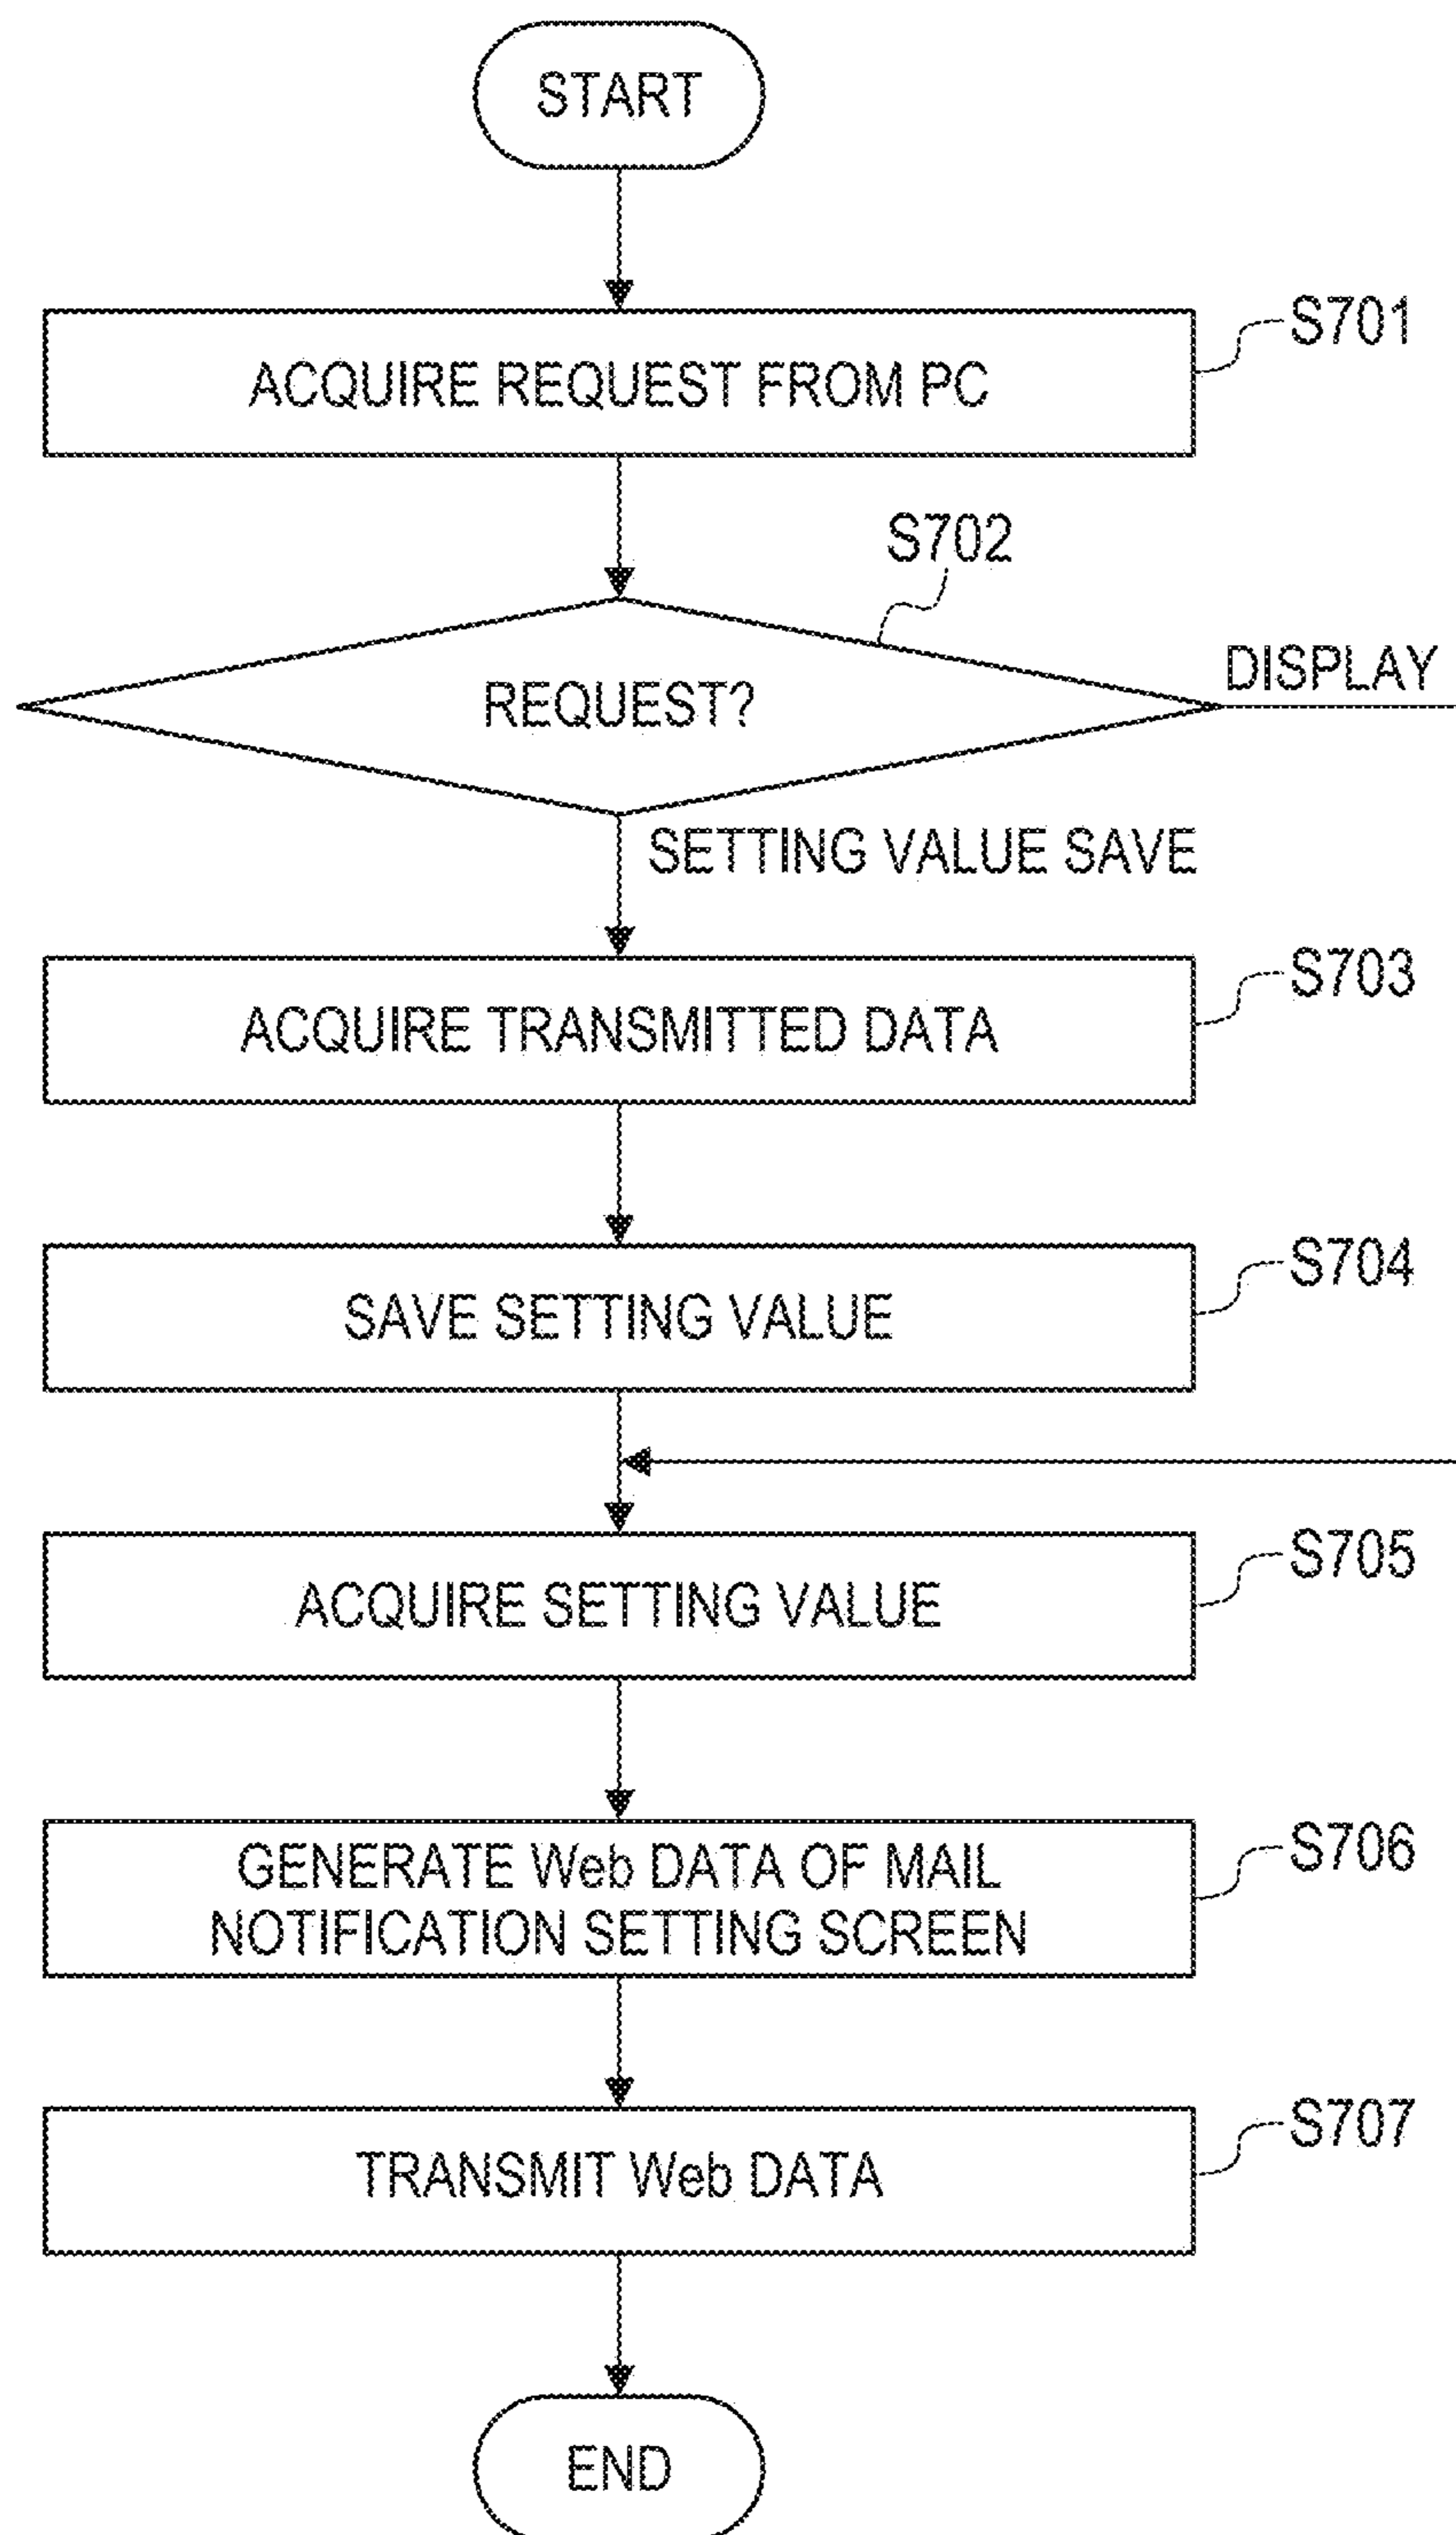 START
ACQUIRE REQUEST FROM PC
S701
S702
REQUEST?
DISPLAY
SETTING VALUE SAVE
ACQUIRE TRANSMITTED DATA
S703
SAVE SETTING VALUE
S704
ACQUIRE SETTING VALUE
S705
GENERATE Web DATA OF MAIL
NOTIFICATION SETTING SCREEN
S706
TRANSMIT Web DATA
S707
END